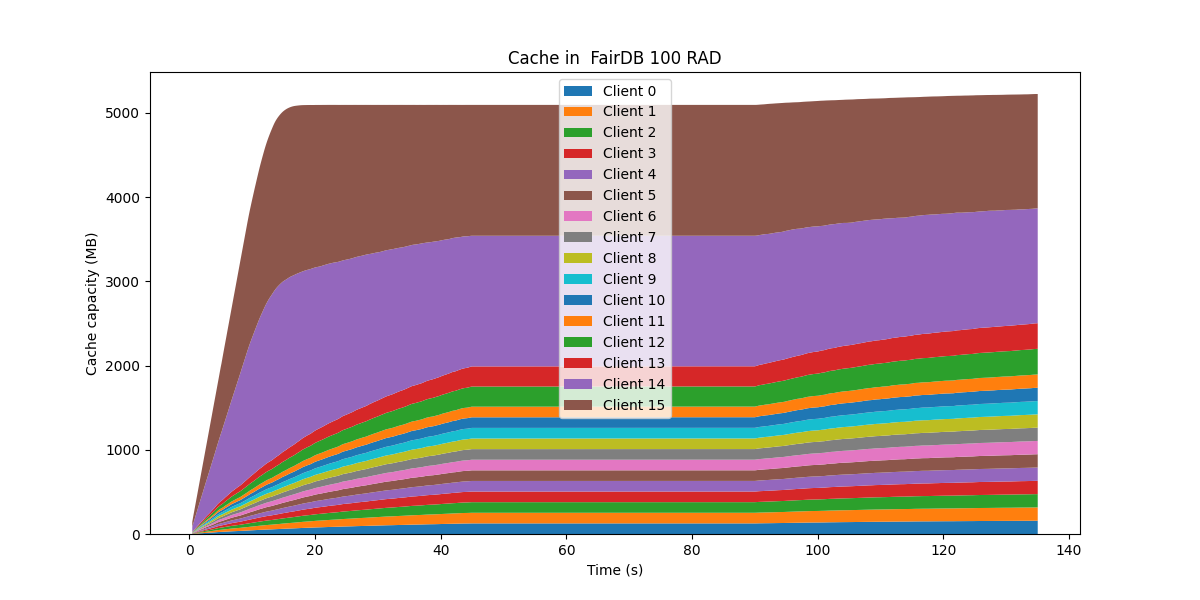 Cache in  FairDB 100 RAD
Cache capacity (MB)
5000
4000
3000
2000
1000
0
Client 0
Client 1
Client 2
Client 3
Client 4
Client 5
Client 6
Client 7
Client 8
Client 9
Client 10
Client 11
Client 12
Client 13
Client 14
Client 15
0 20 40 60 80 100 120 140
Time (s)